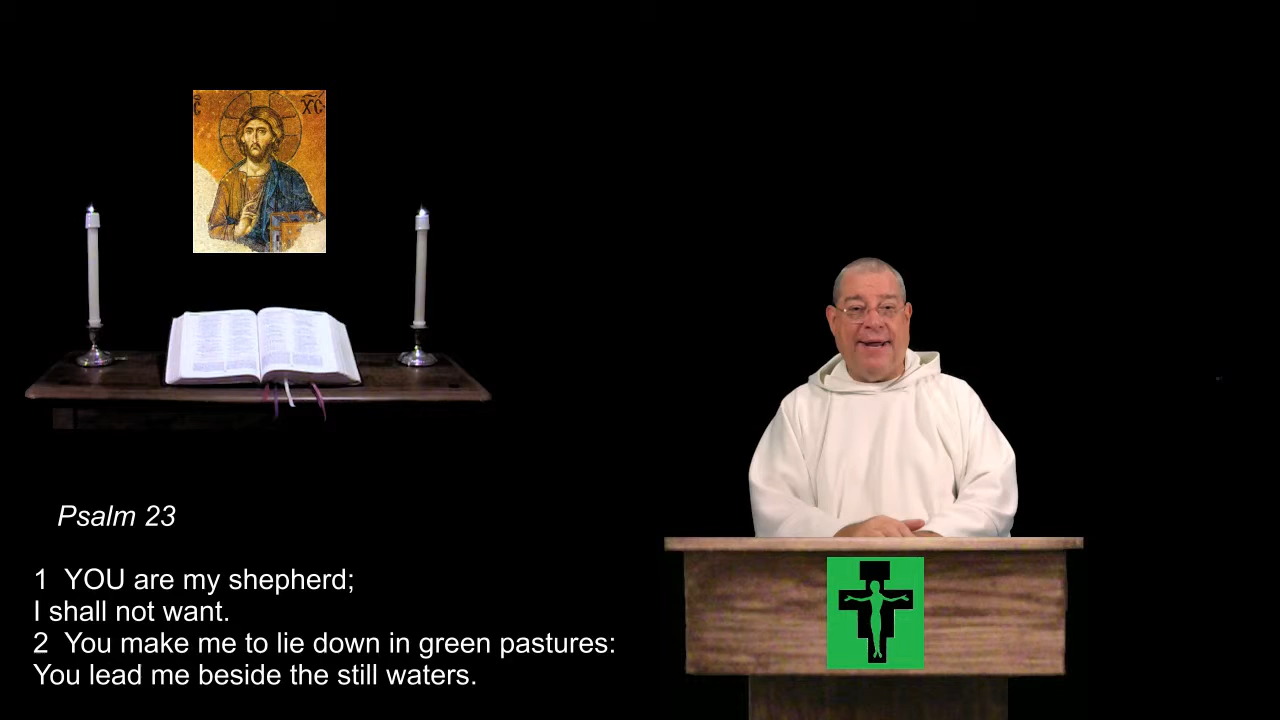 XC
Psalm 23
1 YOU are my shepherd;
I shall not want.
2 You make me to lie down in green pastures:
You lead me beside the still waters.